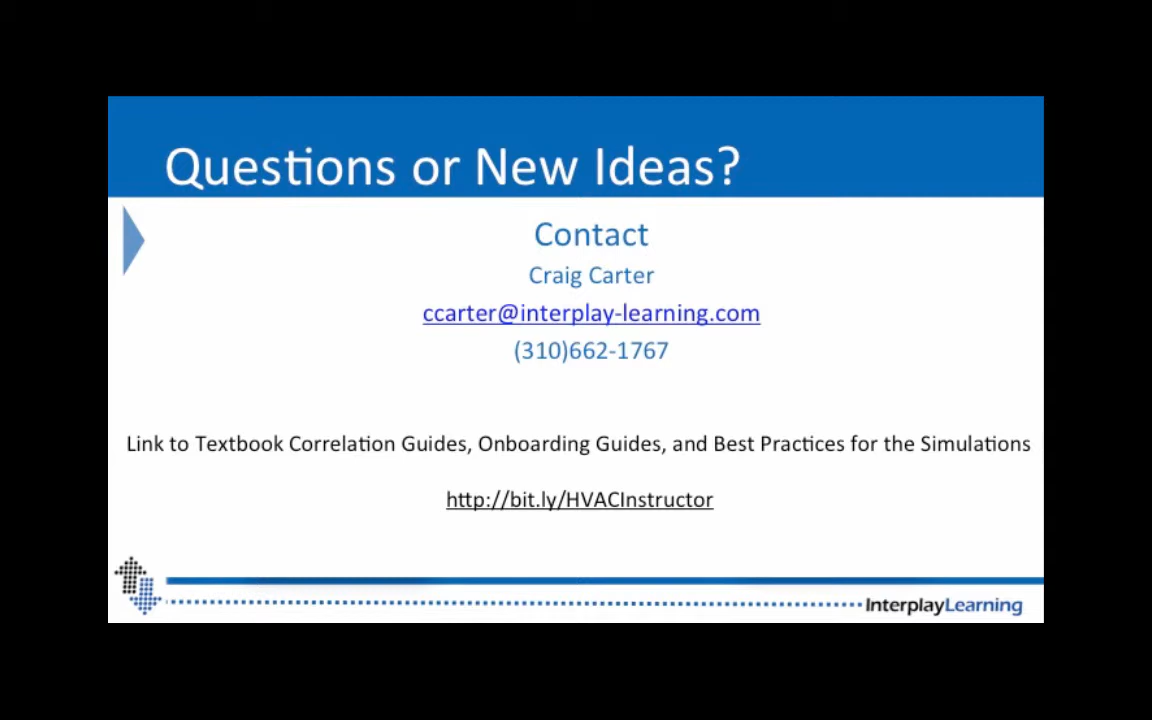 Questions or New Ideas?
Contact
Craig Carter
ccarter@interplay-learning.com
(310)662-1767
Link to Textbook Correlation Guides, Onboarding Guides, and Best Practices for the Simulations
http://bit.ly/HVACInstructor
InterplayLearning